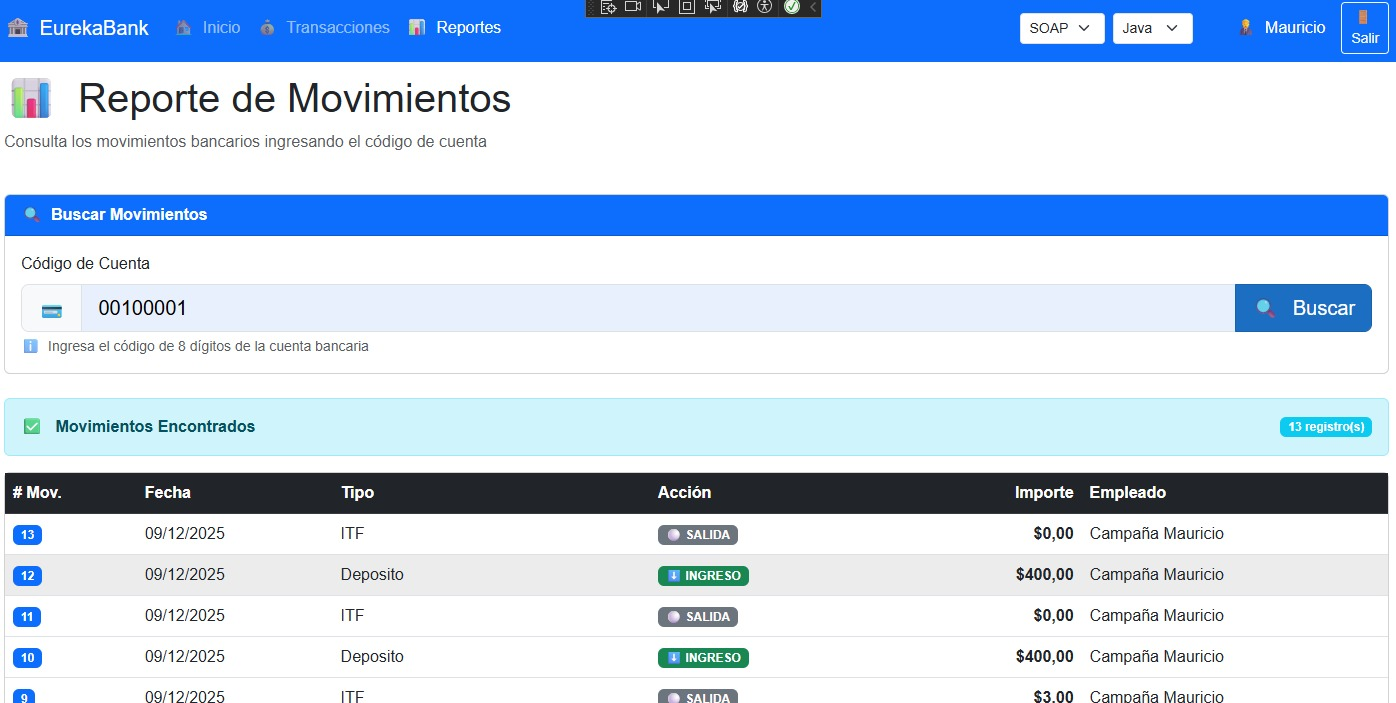 EurekaBank Inicio Transacciones Reportes SOAP Java Mauricio Salir
Reporte de Movimientos
Consulta los movimientos bancarios ingresando el código de cuenta
Buscar Movimientos
Código de Cuenta
00100001 Buscar
Ingresa el código de 8 dígitos de la cuenta bancaria
Movimientos Encontrados 13 registro(s)
# Mov. Fecha Tipo Acción Importe Empleado
13 09/12/2025 ITF SALIDA $0,00 Campaña Mauricio
12 09/12/2025 Deposito INGRESO $400,00 Campaña Mauricio
11 09/12/2025 ITF SALIDA $0,00 Campaña Mauricio
10 09/12/2025 Deposito INGRESO $400,00 Campaña Mauricio
9 09/12/2025 ITF SALIDA $3,00 Campaña Mauricio